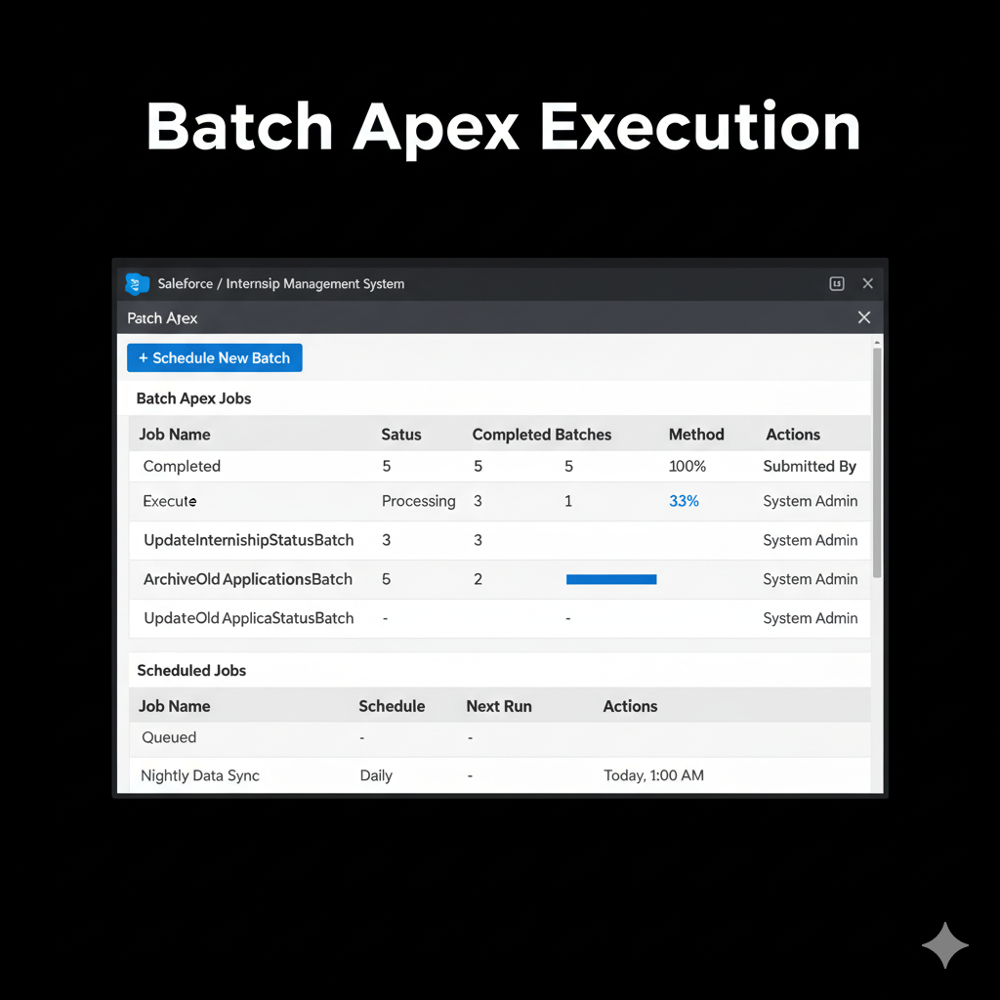 Batch Apex Execution
Saleforce / Internsip Management System
Patch Apex
+ Schedule New Batch
Batch Apex Jobs
Job Name Satus Completed Batches Method Actions
Completed 5 5 5 100% Submitted By
Execute Processing 3 1 33% System Admin
UpdateInternishipStatusBatch 3 3 System Admin
ArchiveOld ApplicationsBatch 5 2 System Admin
UpdateOld ApplicaStatusBatch - - System Admin
Scheduled Jobs
Job Name Schedule Next Run Actions
Queued - -
Nightly Data Sync Daily - Today, 1:00 AM